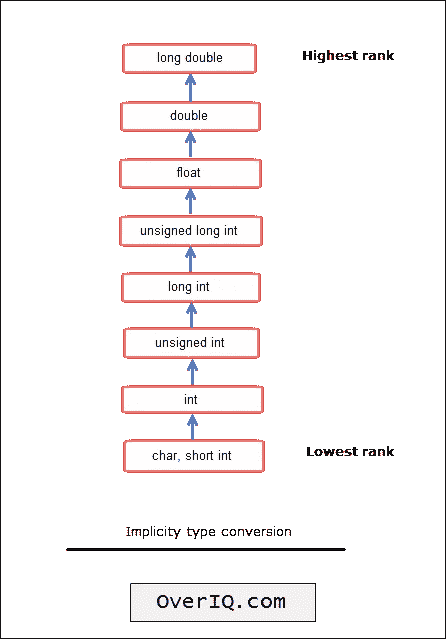 long double
Highest rank
double
float
unsigned long int
long int
unsigned int
int
char, short int
Lowest rank
Implicity type conversion
OverIQ.com